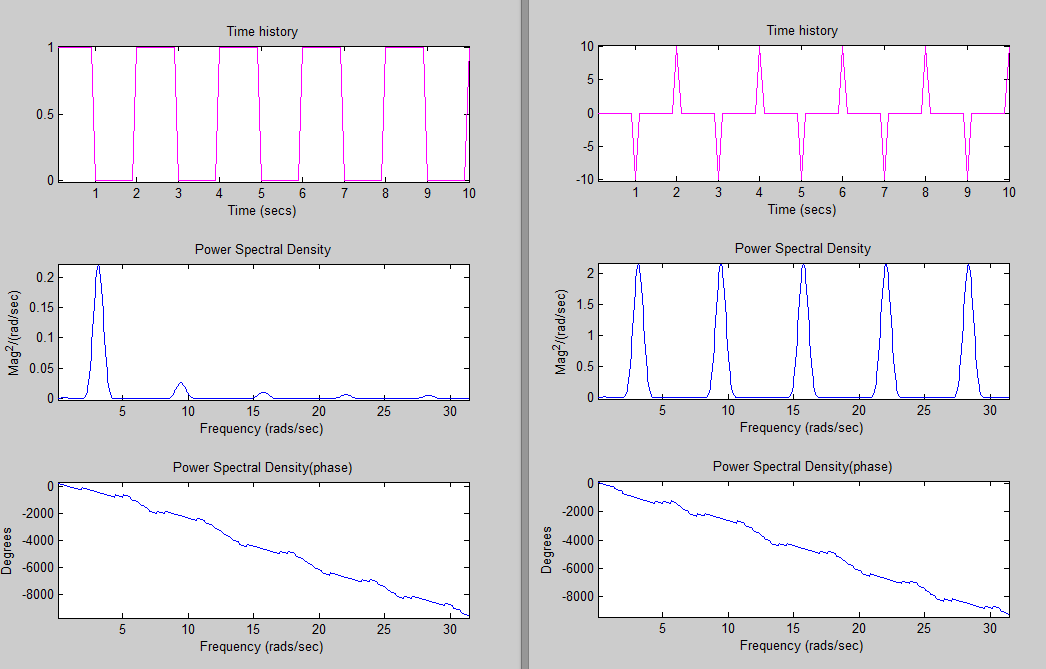 Time history
1
0.5
0
1 2 3 4 5 6 7 8 9 10
Time (secs)
Power Spectral Density
Mag2/(rad/sec)
0.2
0.15
0.1
0.05
0
5 10 15 20 25 30
Frequency (rads/sec)
Power Spectral Density(phase)
Degrees
0
-2000
-4000
-6000
-8000
5 10 15 20 25 30
Frequency (rads/sec)
Time history
10
5
0
-5
-10
1 2 3 4 5 6 7 8 9 10
Time (secs)
Power Spectral Density
Mag2/(rad/sec)
2
1.5
1
0.5
0
5 10 15 20 25 30
Frequency (rads/sec)
Power Spectral Density(phase)
Degrees
0
-2000
-4000
-6000
-8000
5 10 15 20 25 30
Frequency (rads/sec)